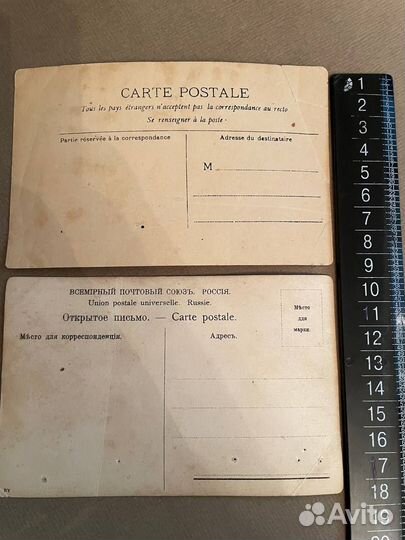 CARTE POSTALE
Tous les pays étrangers n'acceptent pas la correspondance au recto
Se renseigner à la poste.
Partie réservée à la correspondance
Adresse du destinataire
M
ВСЕМІРНЫЙ ПОЧТОВЫЙ СОЮЗЪ. РОССІЯ.
Union postale universelle. Russie.
Открытое письмо. — Carte postale.
Мѣсто
для
марки.
Мѣсто для корреспонденціи.
Адресъ.
1
2
3
4
5
6
7
8
9
10
11
12
13
14
15
16
17
18
19
20
Avito